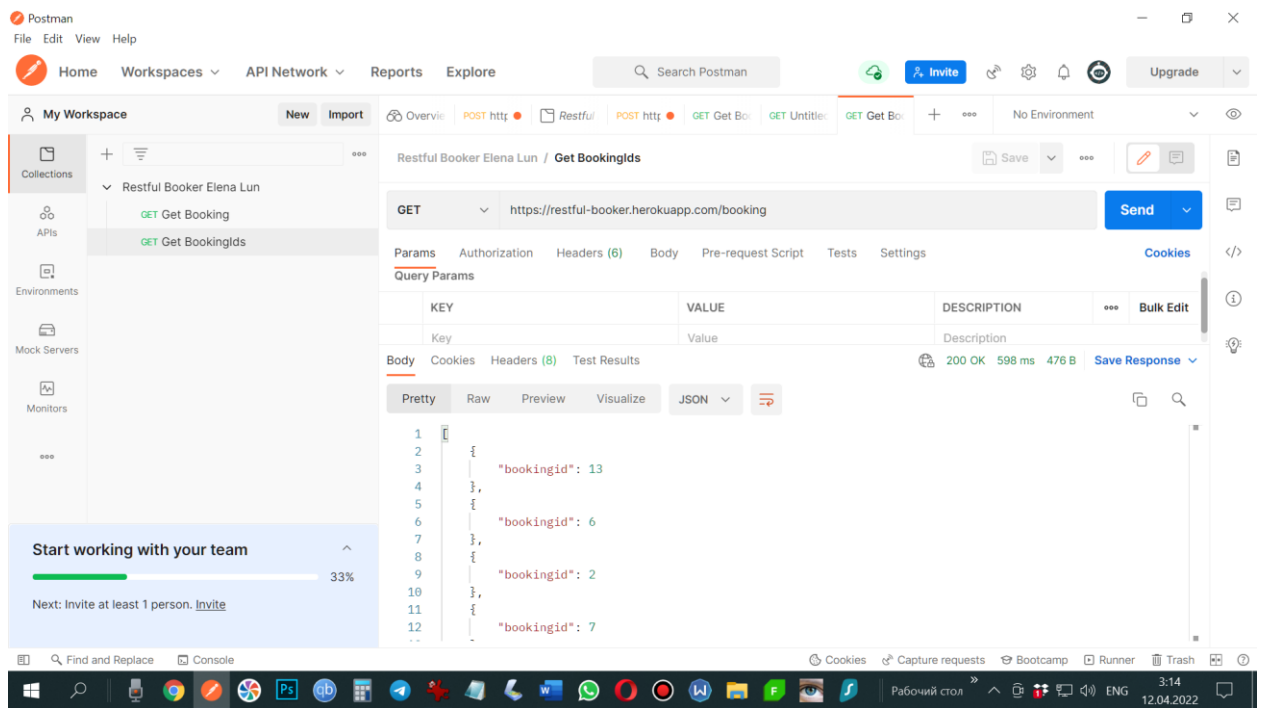 Postman
File Edit View Help
Home Workspaces API Network Reports Explore Search Postman Invite Upgrade
My Workspace New Import Overvie POST http Restful POST http GET Get Bo GET Untitled GET Get Boo No Environment
Collections
APIs
Environments
Mock Servers
Monitors
Restful Booker Elena Lun
GET Get Booking
GET Get BookingIds
Start working with your team
33%
Next: Invite at least 1 person. Invite
Restful Booker Elena Lun / Get BookingIds Save
GET https://restful-booker.herokuapp.com/booking Send
Params Authorization Headers (6) Body Pre-request Script Tests Settings Cookies
Query Params
KEY VALUE DESCRIPTION Bulk Edit
Key Value Description
Body Cookies Headers (8) Test Results 200 OK 598 ms 476 B Save Response
Pretty Raw Preview Visualize JSON
1 [
2 {
3 "bookingid": 13
4 },
5 {
6 "bookingid": 6
7 },
8 {
9 "bookingid": 2
10 },
11 {
12 "bookingid": 7
Find and Replace Console Cookies Capture requests Bootcamp Runner Trash
Ps qb W F Рабочий стол » ENG 3:14
12.04.2022